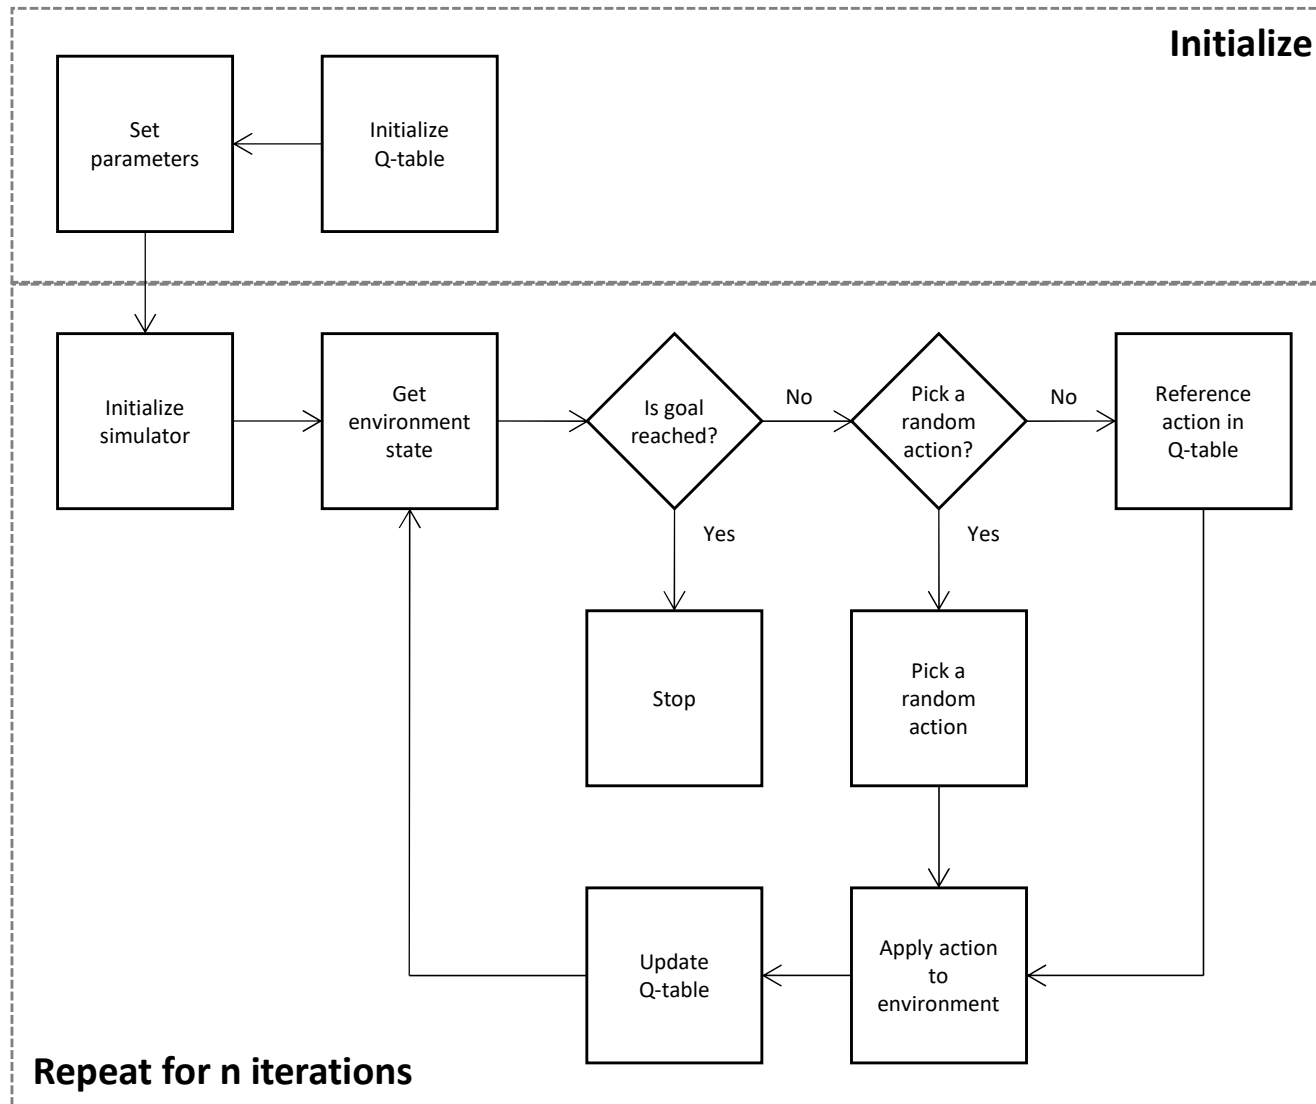 Initialize
Set
parameters
Initialize
Q-table
Initialize
simulator
Get
environment
state
Is goal
reached?
No
Pick a
random
action?
No
Reference
action in
Q-table
Yes
Yes
Stop
Pick a
random
action
Update
Q-table
Apply action
to
environment
Repeat for n iterations